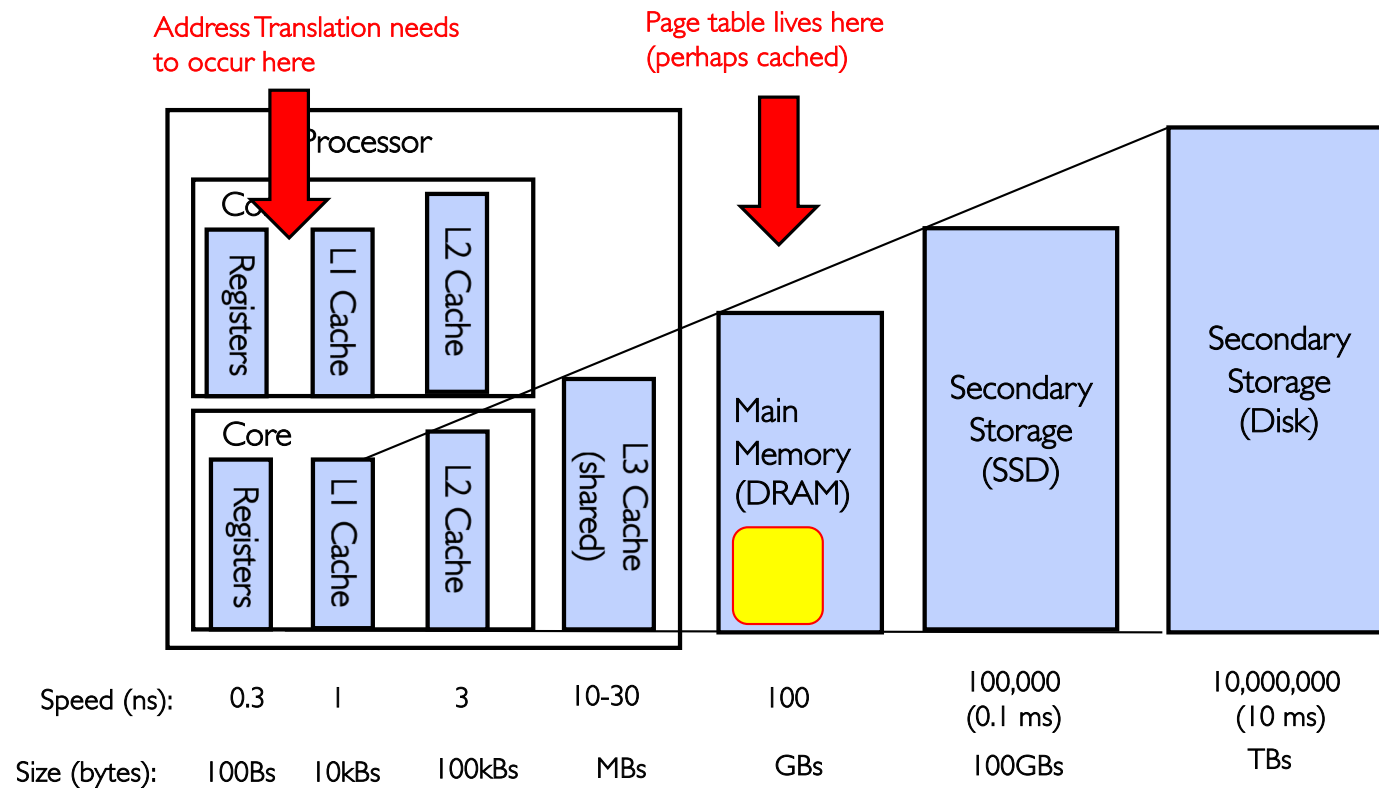 Address Translation needs
to occur here
Page table lives here
(perhaps cached)
Processor
Registers
L1 Cache
L2 Cache
Core
Registers
L1 Cache
L2 Cache
L3 Cache
(shared)
Main
Memory
(DRAM)
Secondary
Storage
(SSD)
Secondary
Storage
(Disk)
Speed (ns): 0.3 1 3 10-30 100 100,000 10,000,000
(0.1 ms) (10 ms)
Size (bytes): 100Bs 10kBs 100kBs MBs GBs 100GBs TBs